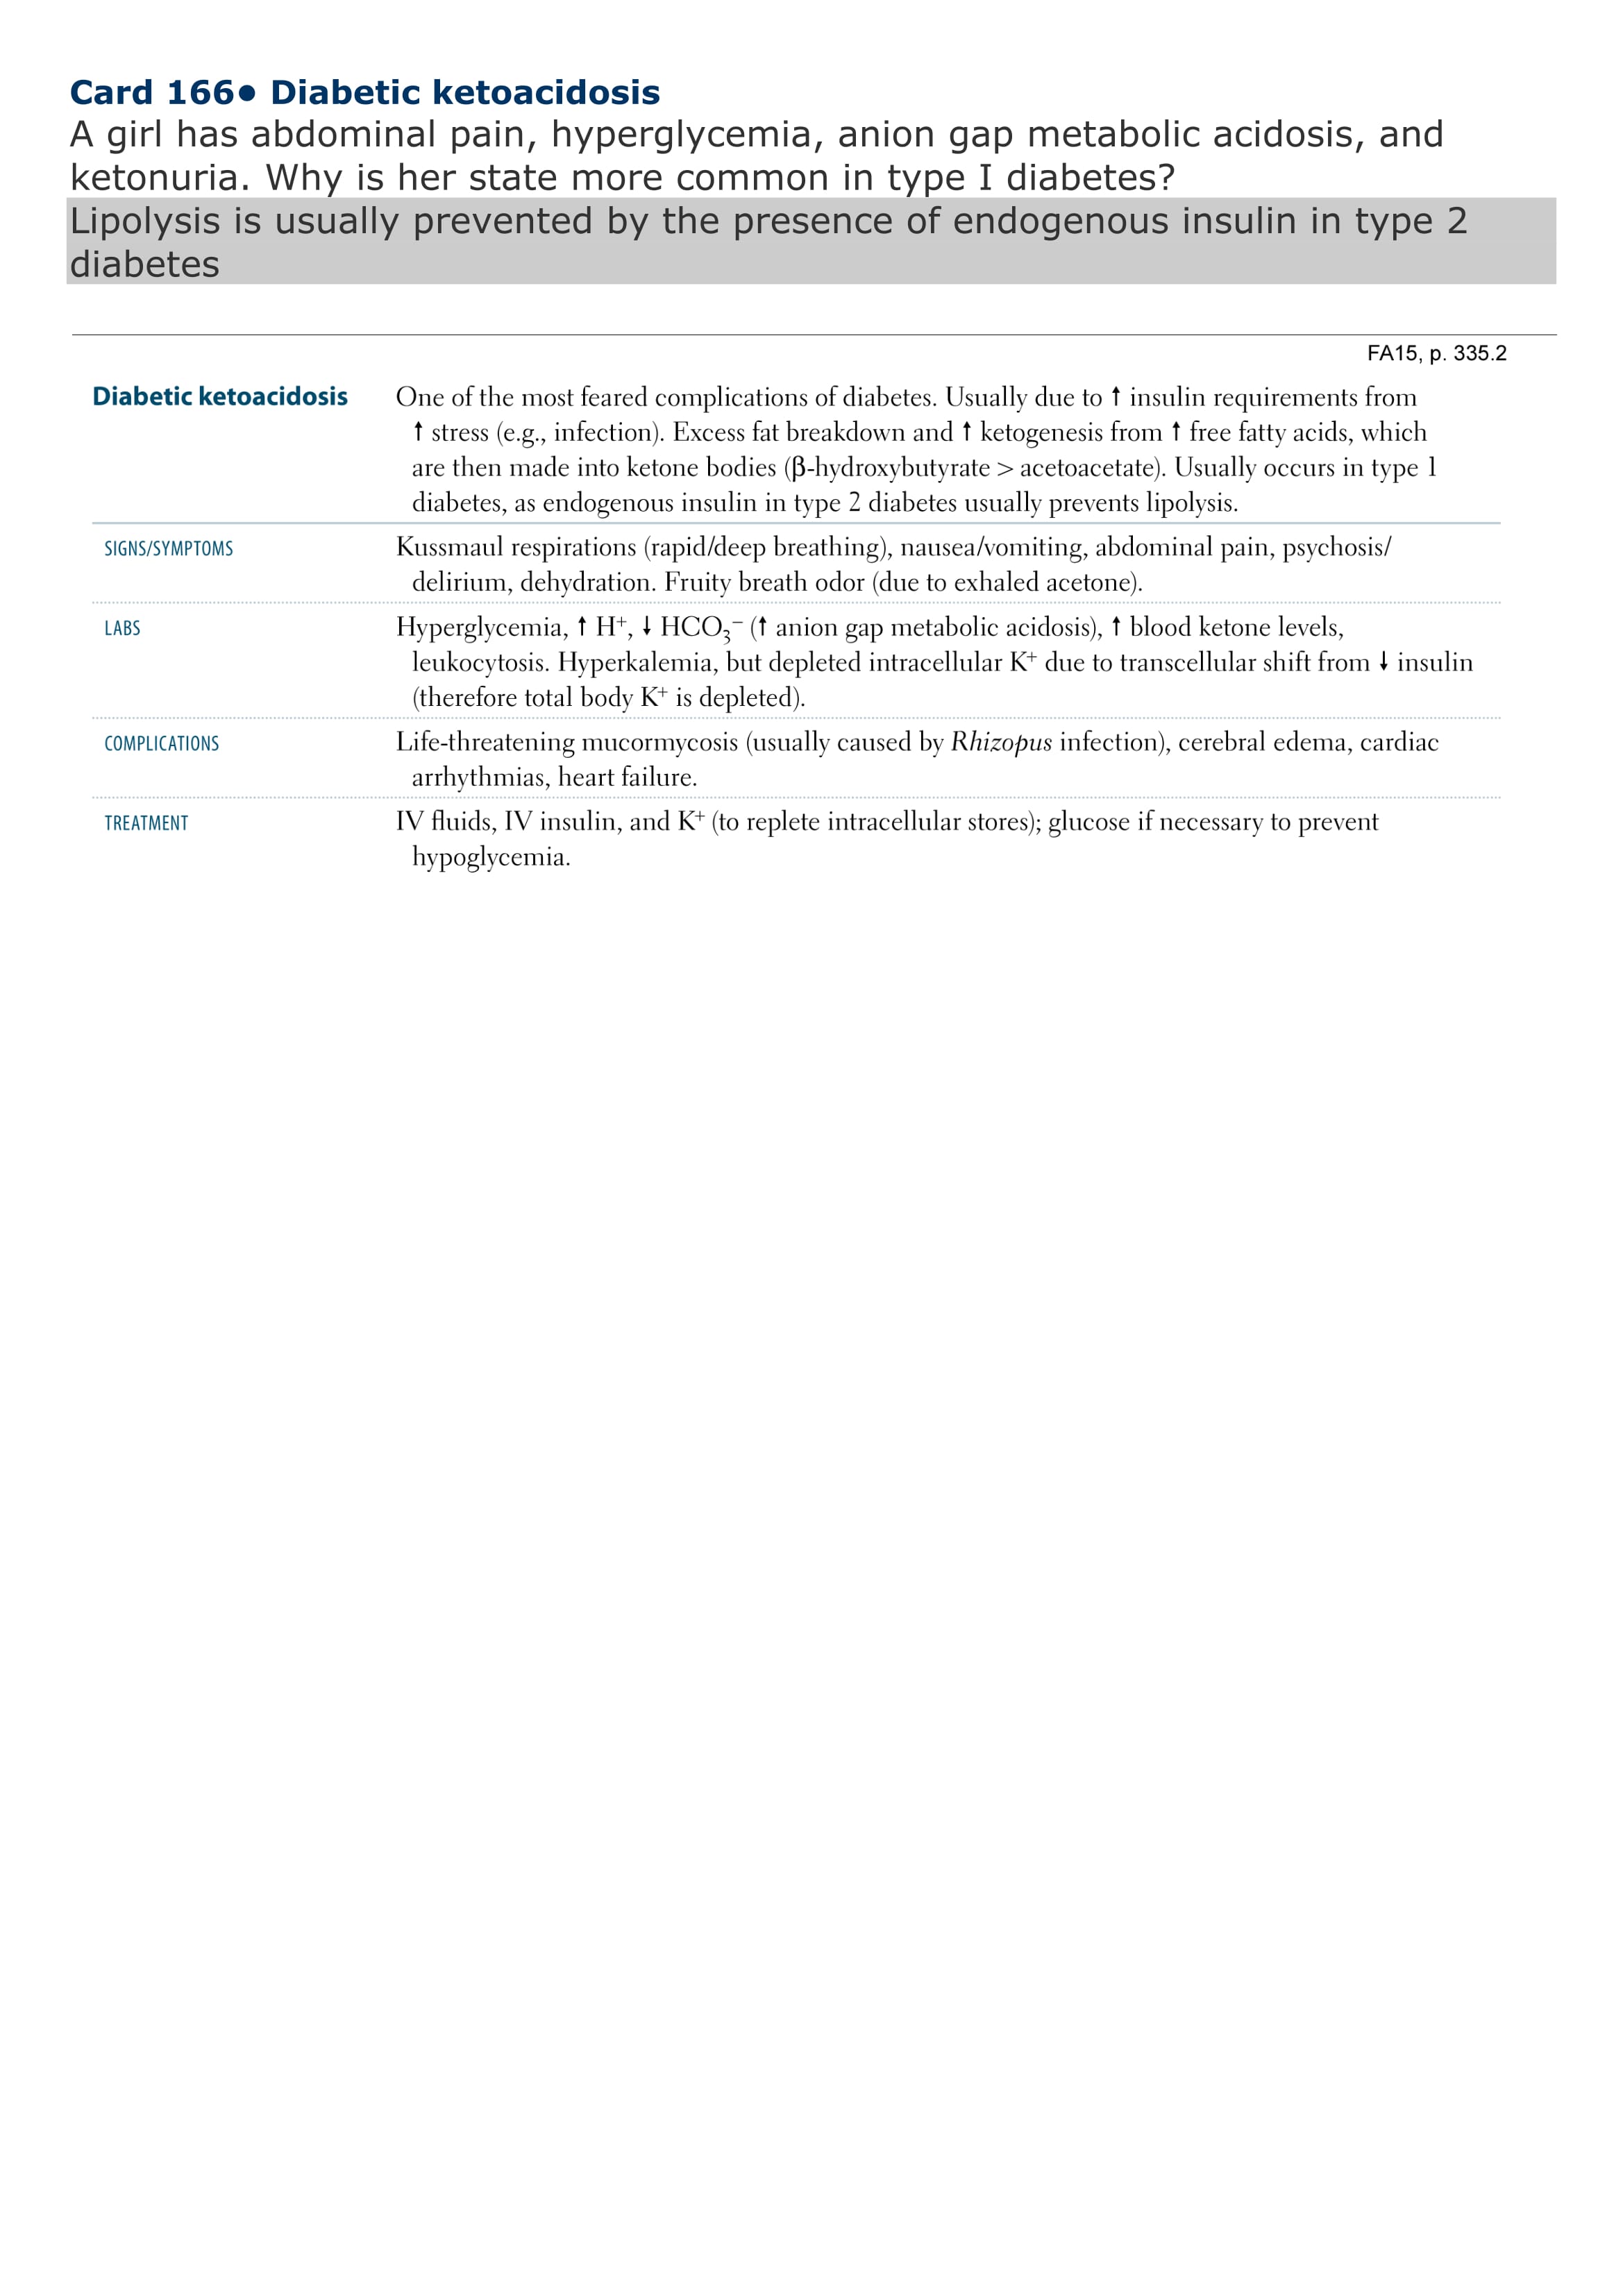 Card 166● Diabetic ketoacidosis
A girl has abdominal pain, hyperglycemia, anion gap metabolic acidosis, and
ketonuria. Why is her state more common in type I diabetes?
Lipolysis is usually prevented by the presence of endogenous insulin in type 2
diabetes
FA15, p. 335.2
Diabetic ketoacidosis One of the most feared complications of diabetes. Usually due to ↑ insulin requirements from
↑ stress (e.g., infection). Excess fat breakdown and ↑ ketogenesis from ↑ free fatty acids, which
are then made into ketone bodies (β-hydroxybutyrate > acetoacetate). Usually occurs in type 1
diabetes, as endogenous insulin in type 2 diabetes usually prevents lipolysis.
SIGNS/SYMPTOMS Kussmaul respirations (rapid/deep breathing), nausea/vomiting, abdominal pain, psychosis/
delirium, dehydration. Fruity breath odor (due to exhaled acetone).
LABS Hyperglycemia, ↑ H⁺, ↓ HCO₃⁻ (↑ anion gap metabolic acidosis), ↑ blood ketone levels,
leukocytosis. Hyperkalemia, but depleted intracellular K⁺ due to transcellular shift from ↓ insulin
(therefore total body K⁺ is depleted).
COMPLICATIONS Life-threatening mucormycosis (usually caused by Rhizopus infection), cerebral edema, cardiac
arrhythmias, heart failure.
TREATMENT IV fluids, IV insulin, and K⁺ (to replete intracellular stores); glucose if necessary to prevent
hypoglycemia.